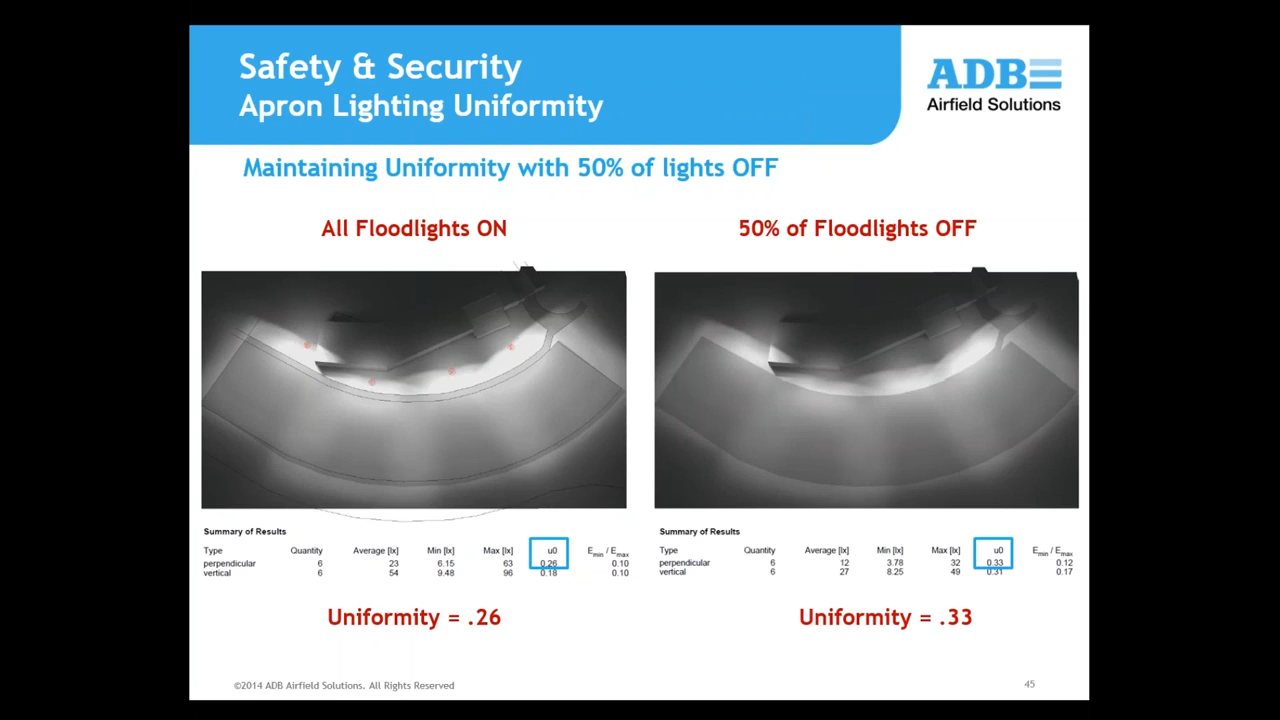 Safety & Security
Apron Lighting Uniformity
ADB
Airfield Solutions
Maintaining Uniformity with 50% of lights OFF
All Floodlights ON
50% of Floodlights OFF
Summary of Results
Type Quantity Average [lx] Min [lx] Max [lx] u0 Emin / Emax
perpendicular 6 23 6.15 63 0.26 0.10
vertical 6 54 9.48 96 0.18 0.10
Summary of Results
Type Quantity Average [lx] Min [lx] Max [lx] u0 Emin / Emax
perpendicular 6 12 3.78 32 0.33 0.12
vertical 6 27 8.25 49 0.31 0.17
Uniformity = .26
Uniformity = .33
©2014 ADB Airfield Solutions. All Rights Reserved
45